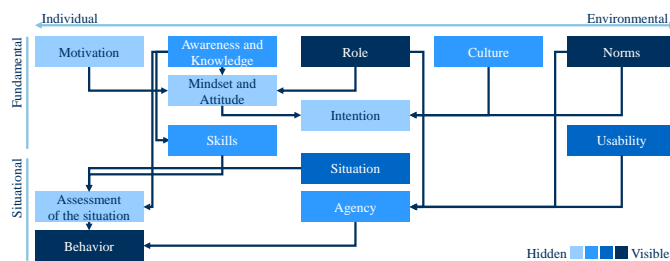 Individual
Environmental
Fundamental
Motivation
Awareness and
Knowledge
Role
Culture
Norms
Mindset and
Attitude
Intention
Skills
Usability
Situational
Situation
Assessment
of the situation
Agency
Behavior
Hidden
Visible